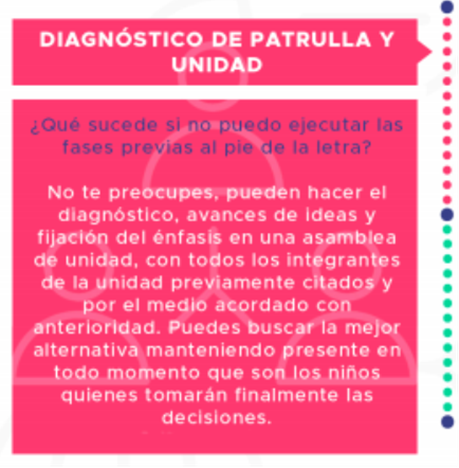 DIAGNÓSTICO DE PATRULLA Y
UNIDAD
¿Qué sucede si no puedo ejecutar las
fases previas al pie de la letra?
No te preocupes, pueden hacer el
diagnóstico, avances de ideas y
fijación del énfasis en una asamblea
de unidad, con todos los integrantes
de la unidad previamente citados y
por el medio acordado con
anterioridad. Puedes buscar la mejor
alternativa manteniendo presente en
todo momento que son los niños
quienes tomarán finalmente las
decisiones.